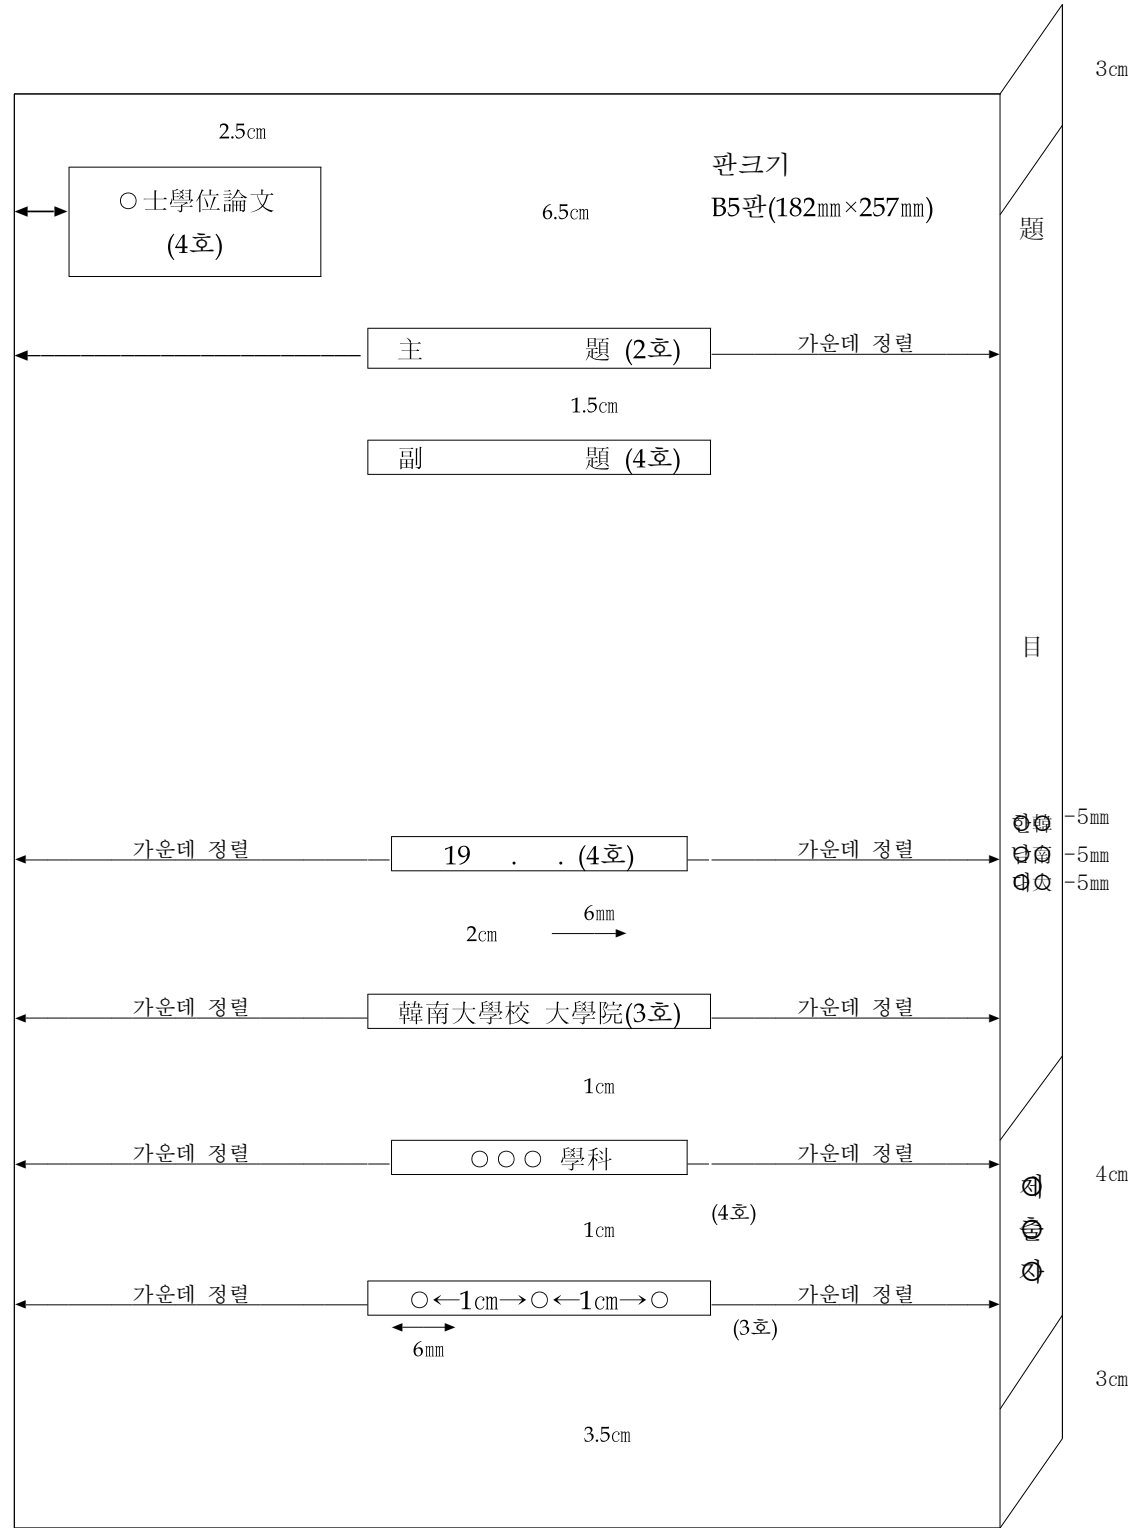 3㎝
2.5㎝
판크기
○士學位論文
6.5㎝
B5판(182㎜×257㎜)
(4호)
題
主 題 (2호)
가운데 정렬
1.5㎝
副 題 (4호)
目
-5㎜
가운데 정렬
19 . . (4호)
가운데 정렬
-5㎜
-5㎜
6㎜
2㎝
가운데 정렬
韓南大學校 大學院(3호)
가운데 정렬
1㎝
가운데 정렬
○○○ 學科
가운데 정렬
4㎝
제
(4호)
1㎝
출
자
가운데 정렬
○←1㎝→○←1㎝→○
가운데 정렬
(3호)
6㎜
3㎝
3.5㎝